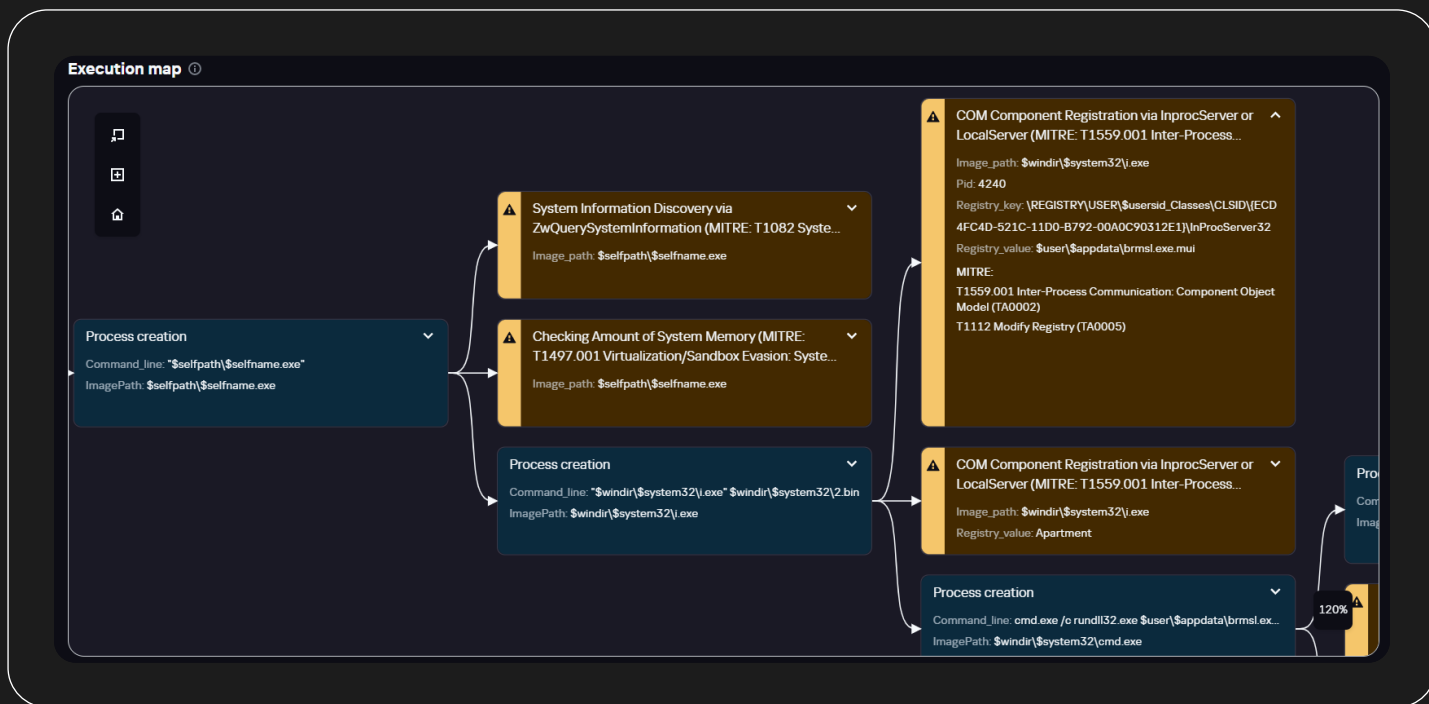 Execution map
Process creation
Command_line: "$selfpath\$selfname.exe"
ImagePath: $selfpath\$selfname.exe
System Information Discovery via
ZwQuerySystemInformation (MITRE: T1082 Syste...
Image_path: $selfpath\$selfname.exe
Checking Amount of System Memory (MITRE:
T1497.001 Virtualization/Sandbox Evasion: Syste...
Image_path: $selfpath\$selfname.exe
Process creation
Command_line: "$windir\$system32\i.exe" $windir\$system32\2.bin
ImagePath: $windir\$system32\i.exe
COM Component Registration via InprocServer or
LocalServer (MITRE: T1559.001 Inter-Process...
Image_path: $windir\$system32\i.exe
Pid: 4240
Registry_key: \REGISTRY\USER\$usersid_Classes\CLSID\{ECD
4FC4D-521C-11D0-B792-00A0C90312E1}\InProcServer32
Registry_value: $user\$appdata\brmsl.exe.mui
MITRE:
T1559.001 Inter-Process Communication: Component Object
Model (TA0002)
T1112 Modify Registry (TA0005)
COM Component Registration via InprocServer or
LocalServer (MITRE: T1559.001 Inter-Process...
Image_path: $windir\$system32\i.exe
Registry_value: Apartment
Process creation
Command_line: cmd.exe /c rundll32.exe $user\$appdata\brmsl.ex...
ImagePath: $windir\$system32\cmd.exe
Pro
Com
Imag
120%